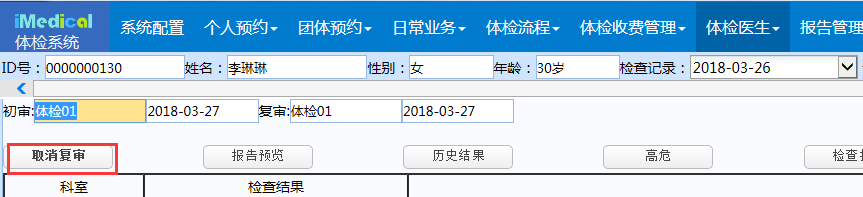 iMedical 体检系统 系统配置 个人预约 团体预约 日常业务 体检流程 体检收费管理 体检医生 报告管理
ID号: 0000000130 姓名: 李琳琳 性别: 女 年龄: 30岁 检查记录: 2018-03-26
初审: 体检01 2018-03-27 复审: 体检01 2018-03-27
取消复审 报告预览 历史结果 高危 检查
科室 检查结果